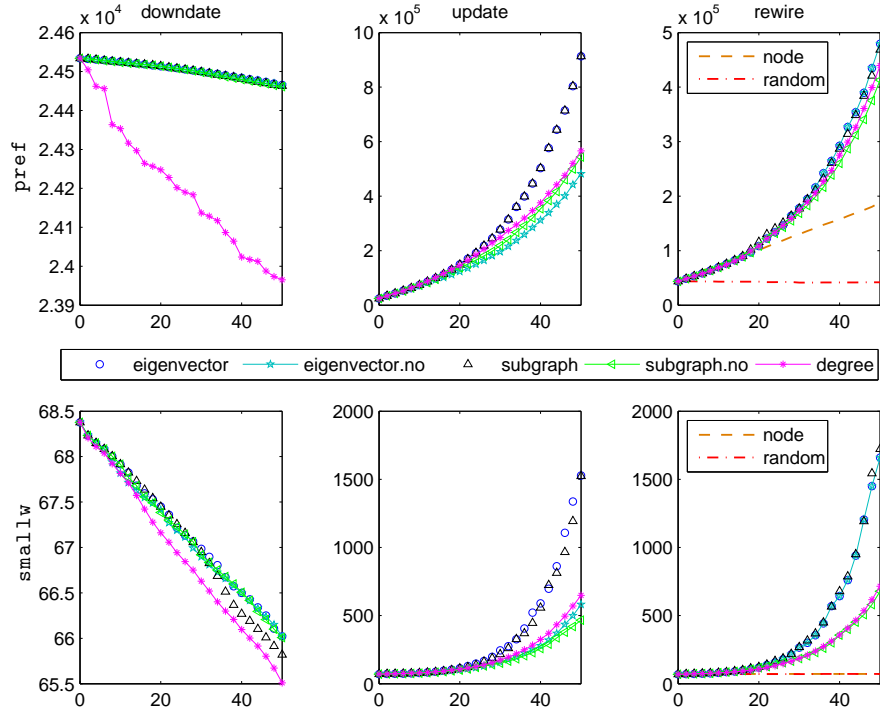 downdate
update
rewire
x 10^4
x 10^5
x 10^5
2.46
2.45
2.44
2.43
2.42
2.41
2.4
2.39
0 20 40
pref
10
8
6
4
2
0
0 20 40
5
4
3
2
1
0
0 20 40
node
random
eigenvector eigenvector.no subgraph subgraph.no degree
68.5
68
67.5
67
66.5
66
65.5
0 20 40
smallw
2000
1500
1000
500
0
0 20 40
2000
1500
1000
500
0
0 20 40
node
random